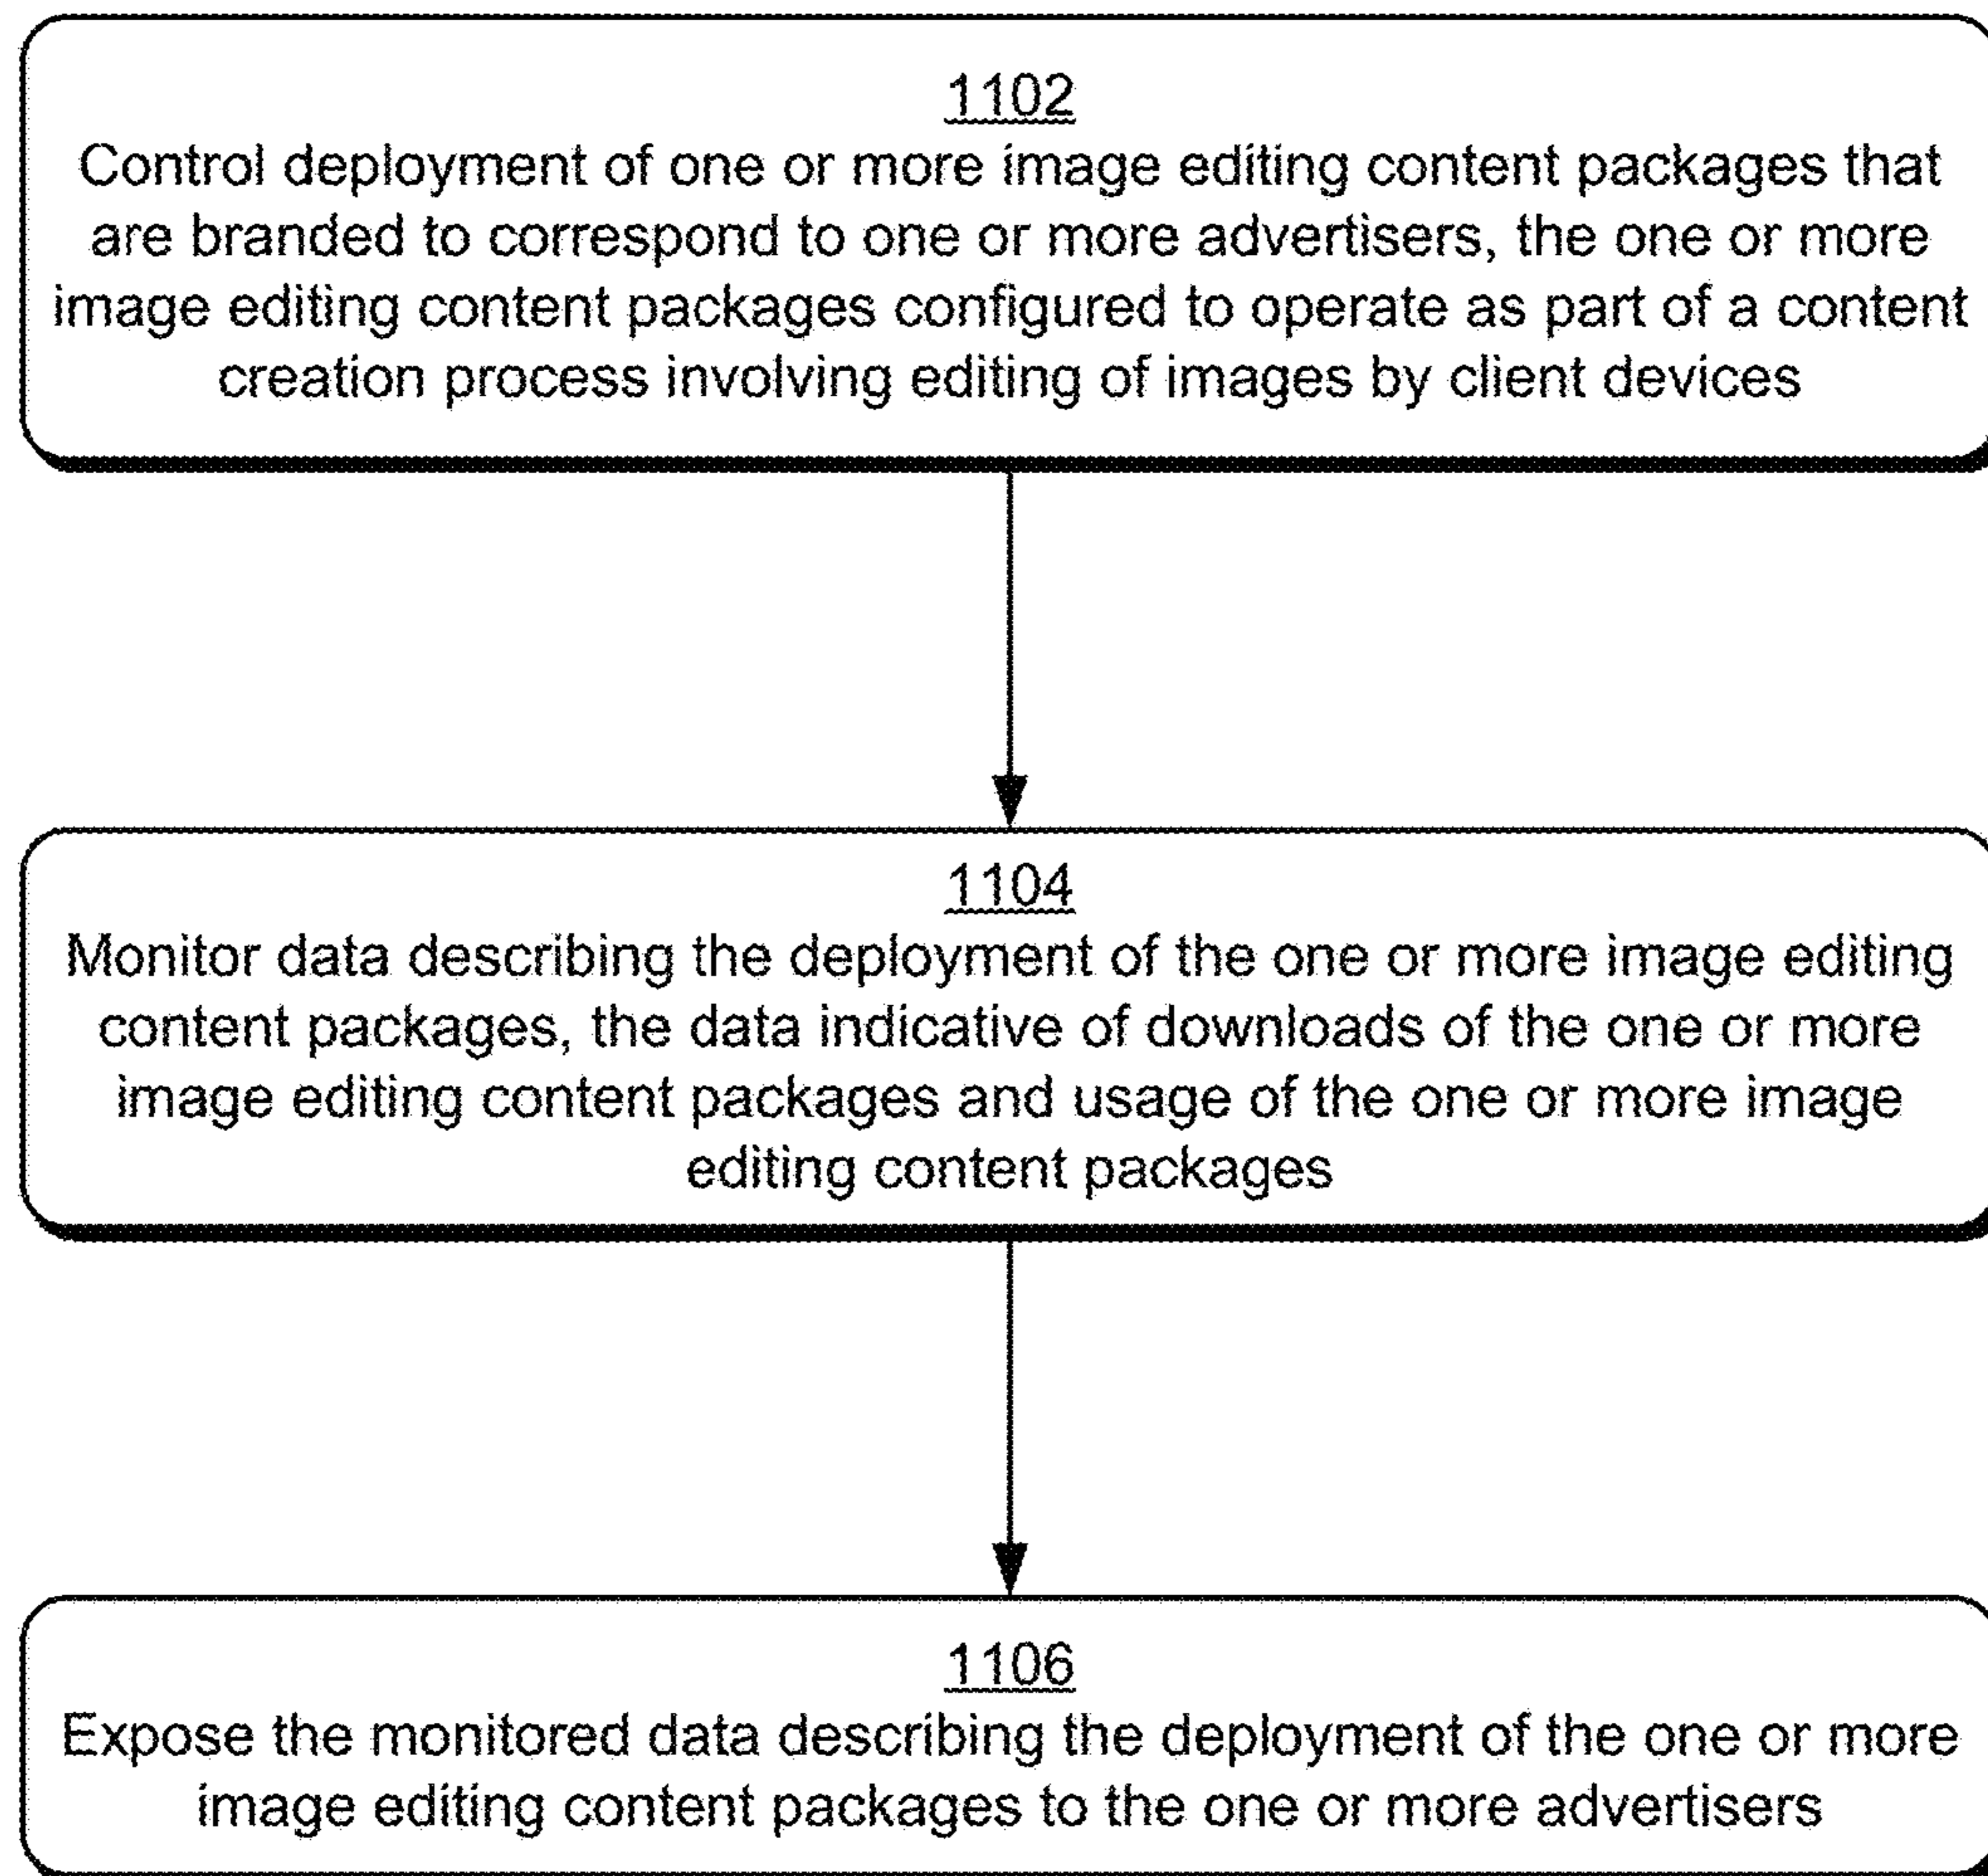 1102
Control deployment of one or more image editing content packages that
are branded to correspond to one or more advertisers, the one or more
image editing content packages configured to operate as part of a content
creation process involving editing of images by client devices
1104
Monitor data describing the deployment of the one or more image editing
content packages, the data indicative of downloads of the one or more
image editing content packages and usage of the one or more image
editing content packages
1106
Expose the monitored data describing the deployment of the one or more
image editing content packages to the one or more advertisers